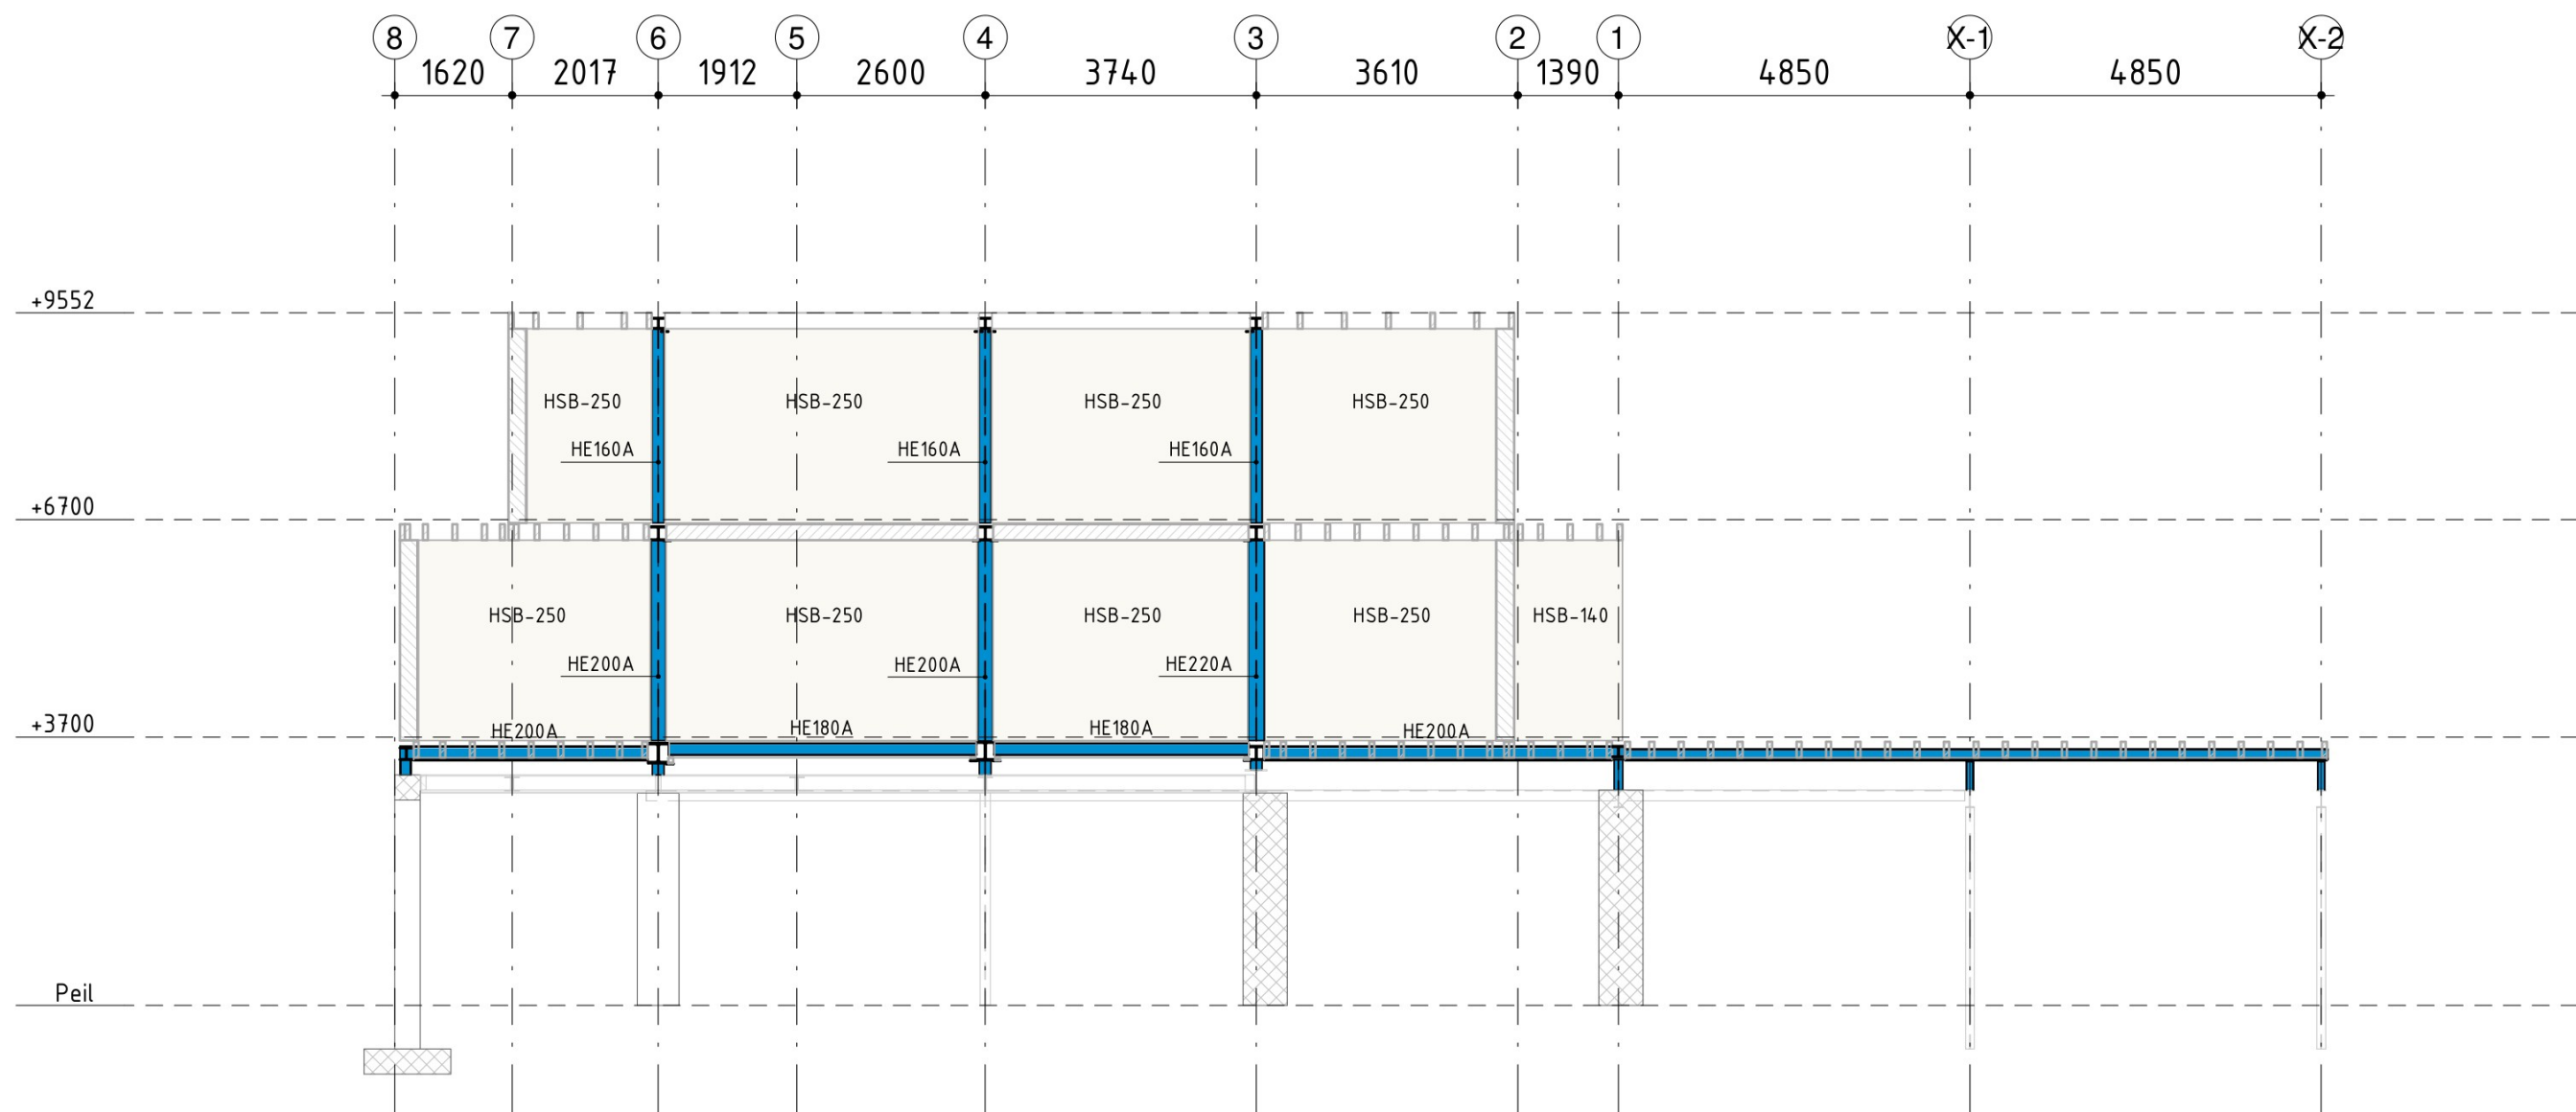 8 7 6 5 4 3 2 1 X-1 X-2
1620 2017 1912 2600 3740 3610 1390 4850 4850
+9552
HSB-250 HSB-250 HSB-250 HSB-250
HE160A HE160A HE160A
+6700
HSB-250 HSB-250 HSB-250 HSB-250 HSB-140
HE200A HE200A HE220A
+3700
HE200A HE180A HE180A HE200A
Peil